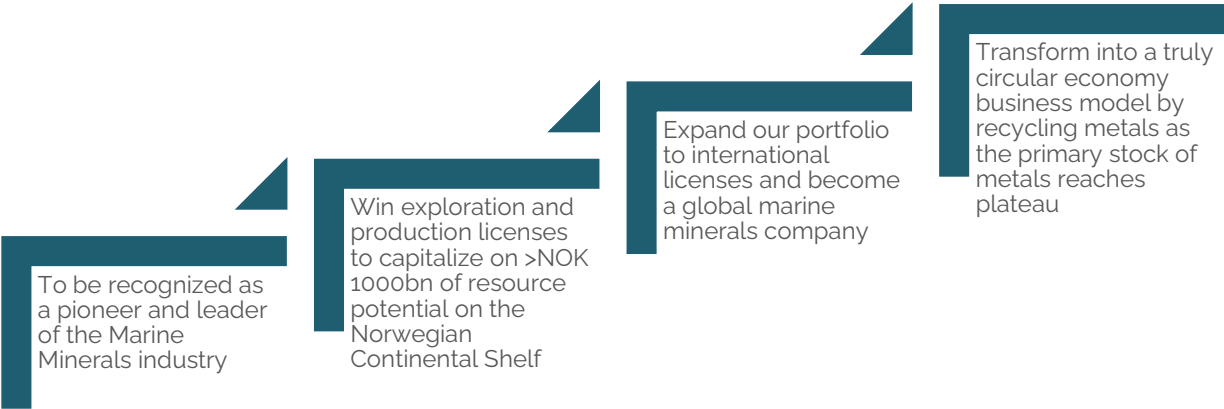 To be recognized as
a pioneer and leader
of the Marine
Minerals industry
Win exploration and
production licenses
to capitalize on >NOK
1000bn of resource
potential on the
Norwegian
Continental Shelf
Expand our portfolio
to international
licenses and become
a global marine
minerals company
Transform into a truly
circular economy
business model by
recycling metals as
the primary stock of
metals reaches
plateau